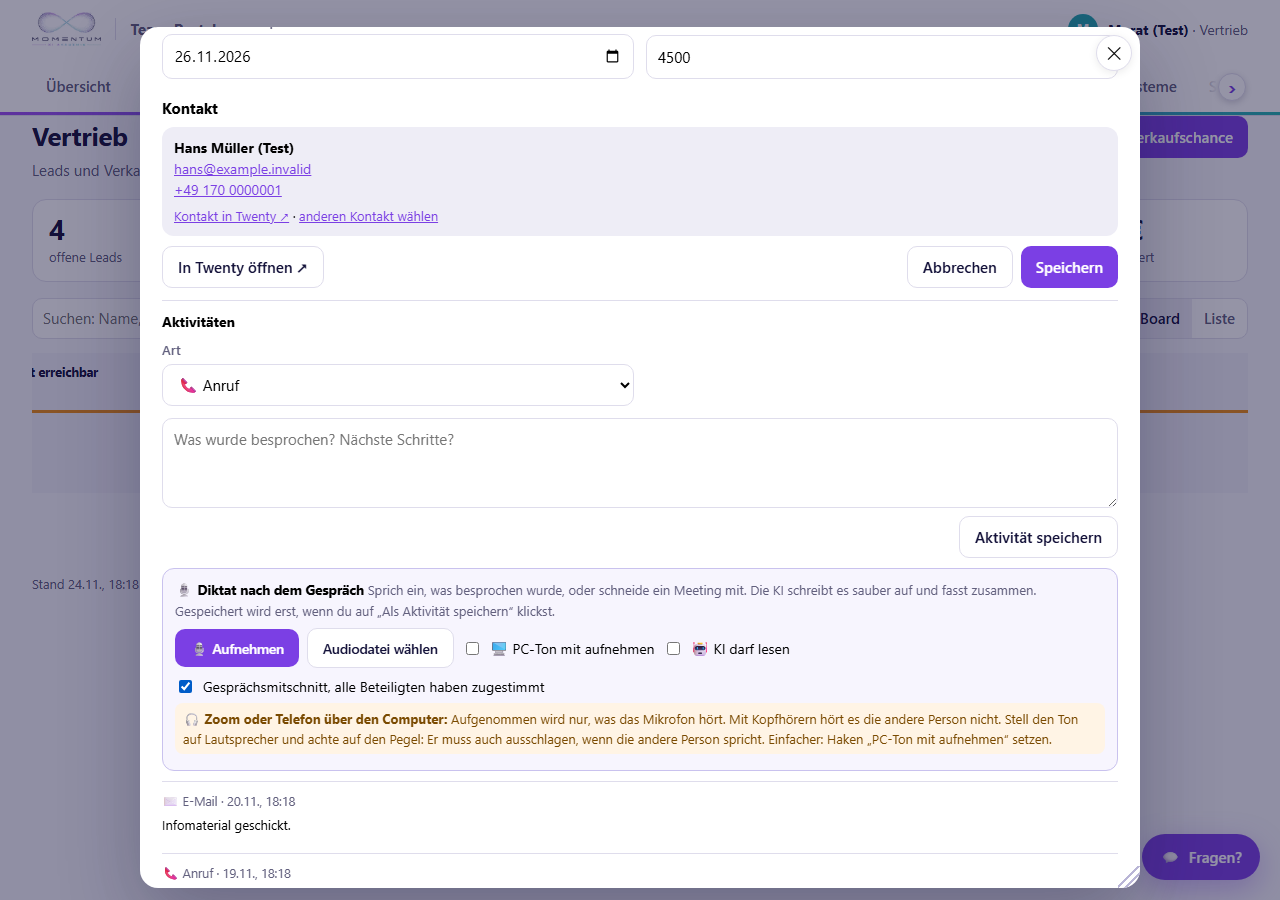 MOMENTUM
rat (Test) · Vertrieb
Übersicht
steme
›
Vertrieb
erkaufschance
Leads und Verka
4
offene Leads
ert
Suchen: Name,
Board
Liste
t erreichbar
Stand 24.11., 18:18
26.11.2026
4500
Kontakt
Hans Müller (Test)
hans@example.invalid
+49 170 0000001
Kontakt in Twenty ↗ · anderen Kontakt wählen
In Twenty öffnen ↗
Abbrechen
Speichern
Aktivitäten
Art
📞 Anruf
Was wurde besprochen? Nächste Schritte?
Aktivität speichern
🎙️ Diktat nach dem Gespräch Sprich ein, was besprochen wurde, oder schneide ein Meeting mit. Die KI schreibt es sauber auf und fasst zusammen.
Gespeichert wird erst, wenn du auf „Als Aktivität speichern“ klickst.
🎙️ Aufnehmen
Audiodatei wählen
🖥️ PC-Ton mit aufnehmen
🤖 KI darf lesen
Gesprächsmitschnitt, alle Beteiligten haben zugestimmt
🎧 Zoom oder Telefon über den Computer: Aufgenommen wird nur, was das Mikrofon hört. Mit Kopfhörern hört es die andere Person nicht. Stell den Ton
auf Lautsprecher und achte auf den Pegel: Er muss auch ausschlagen, wenn die andere Person spricht. Einfacher: Haken „PC-Ton mit aufnehmen“ setzen.
📧 E-Mail · 20.11., 18:18
Infomaterial geschickt.
📞 Anruf · 19.11., 18:18
💬 Fragen?